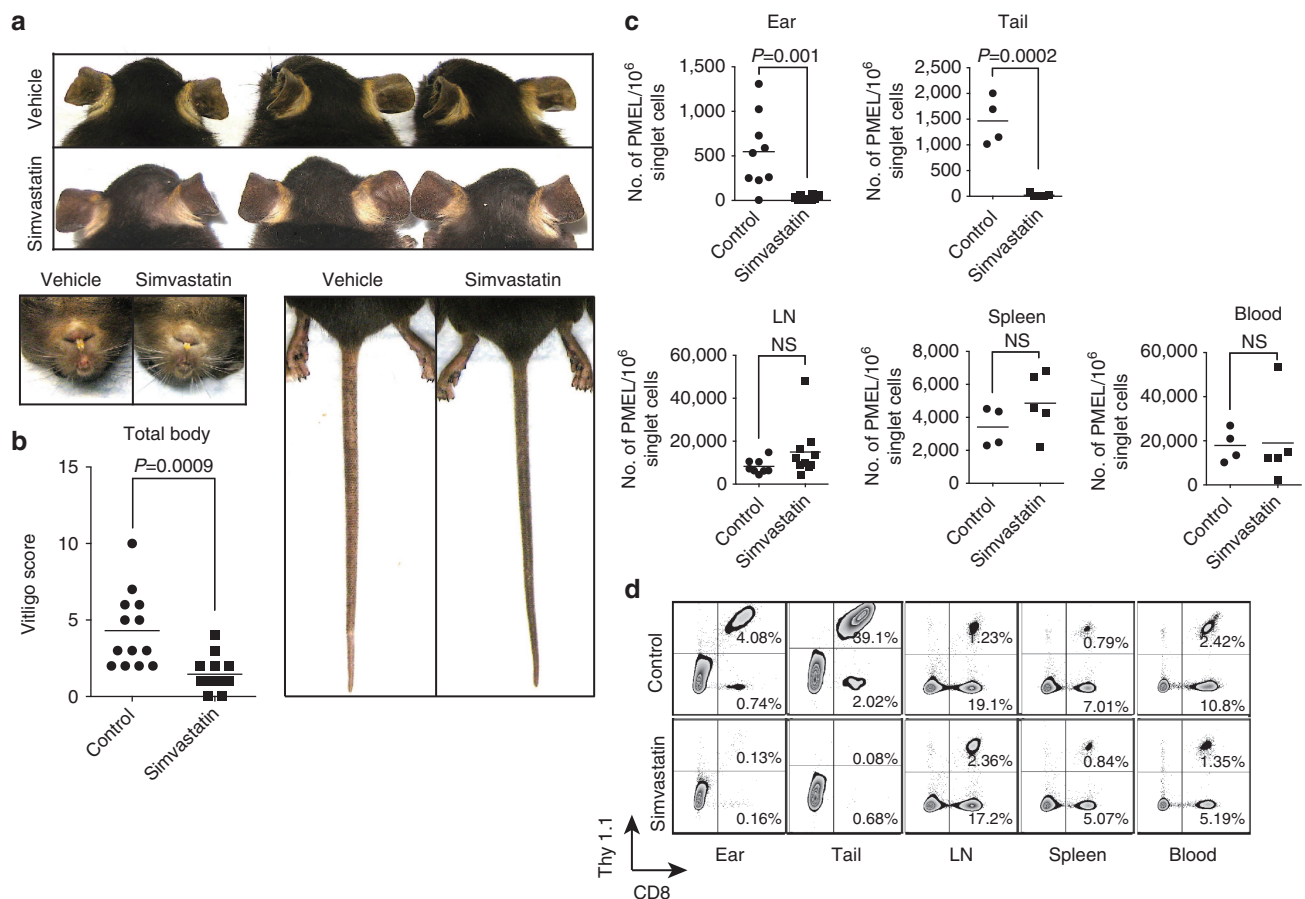 a
Vehicle
Simvastatin
Vehicle
Simvastatin
Vehicle
Simvastatin
b
Total body
P=0.0009
Vitligo score
15
10
5
0
Control
Simvastatin
c
Ear
P=0.001
No. of PMEL/10⁶
singlet cells
1,500
1,000
500
0
Control
Simvastatin
Tail
P=0.0002
No. of PMEL/10⁶
singlet cells
2,500
2,000
1,500
1,000
500
0
Control
Simvastatin
LN
NS
No. of PMEL/10⁶
singlet cells
60,000
40,000
20,000
0
Control
Simvastatin
Spleen
NS
No. of PMEL/10⁶
singlet cells
8,000
6,000
4,000
2,000
0
Control
Simvastatin
Blood
NS
No. of PMEL/10⁶
singlet cells
60,000
40,000
20,000
0
Control
Simvastatin
d
Control
4.08%
39.1%
1.23%
0.79%
2.42%
0.74%
2.02%
19.1%
7.01%
10.8%
Simvastatin
0.13%
0.08%
2.36%
0.84%
1.35%
0.16%
0.68%
17.2%
5.07%
5.19%
Thy 1.1
CD8
Ear
Tail
LN
Spleen
Blood